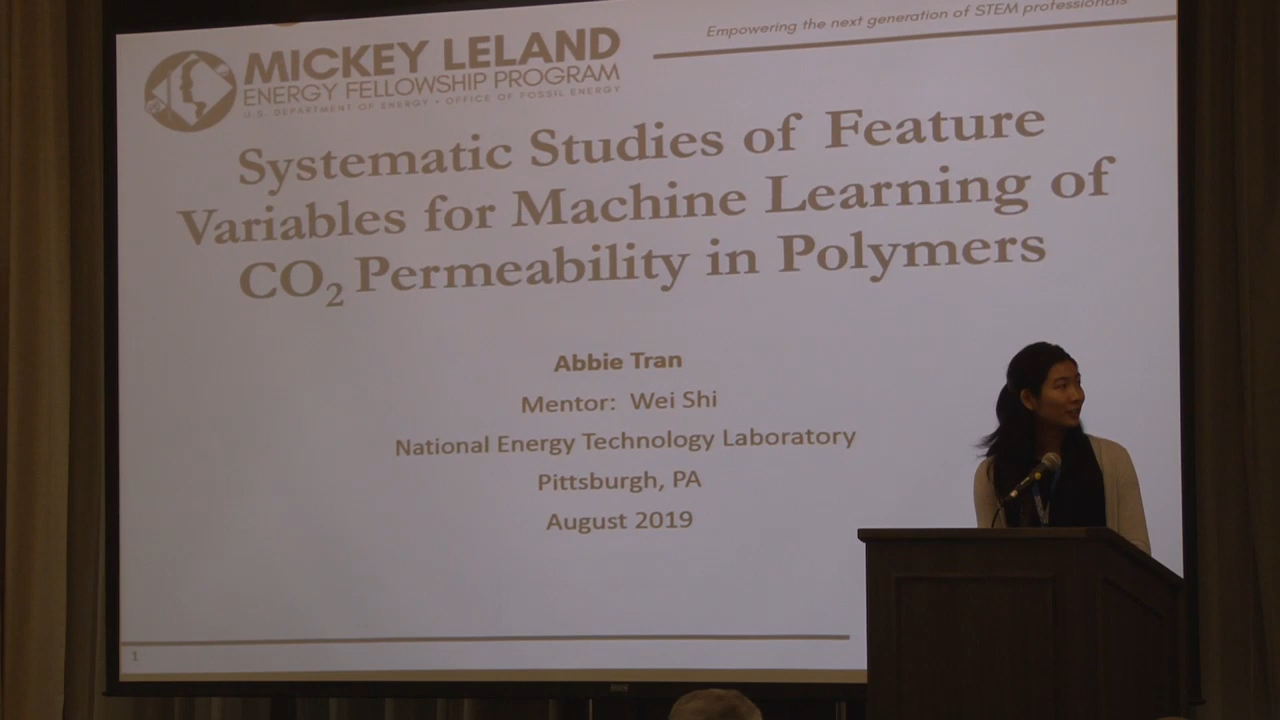 MICKEY LELAND
ENERGY FELLOWSHIP PROGRAM
U.S. DEPARTMENT OF ENERGY • OFFICE OF FOSSIL ENERGY
Empowering the next generation of STEM professionals
Systematic Studies of Feature
Variables for Machine Learning of
CO₂ Permeability in Polymers
Abbie Tran
Mentor: Wei Shi
National Energy Technology Laboratory
Pittsburgh, PA
August 2019
1